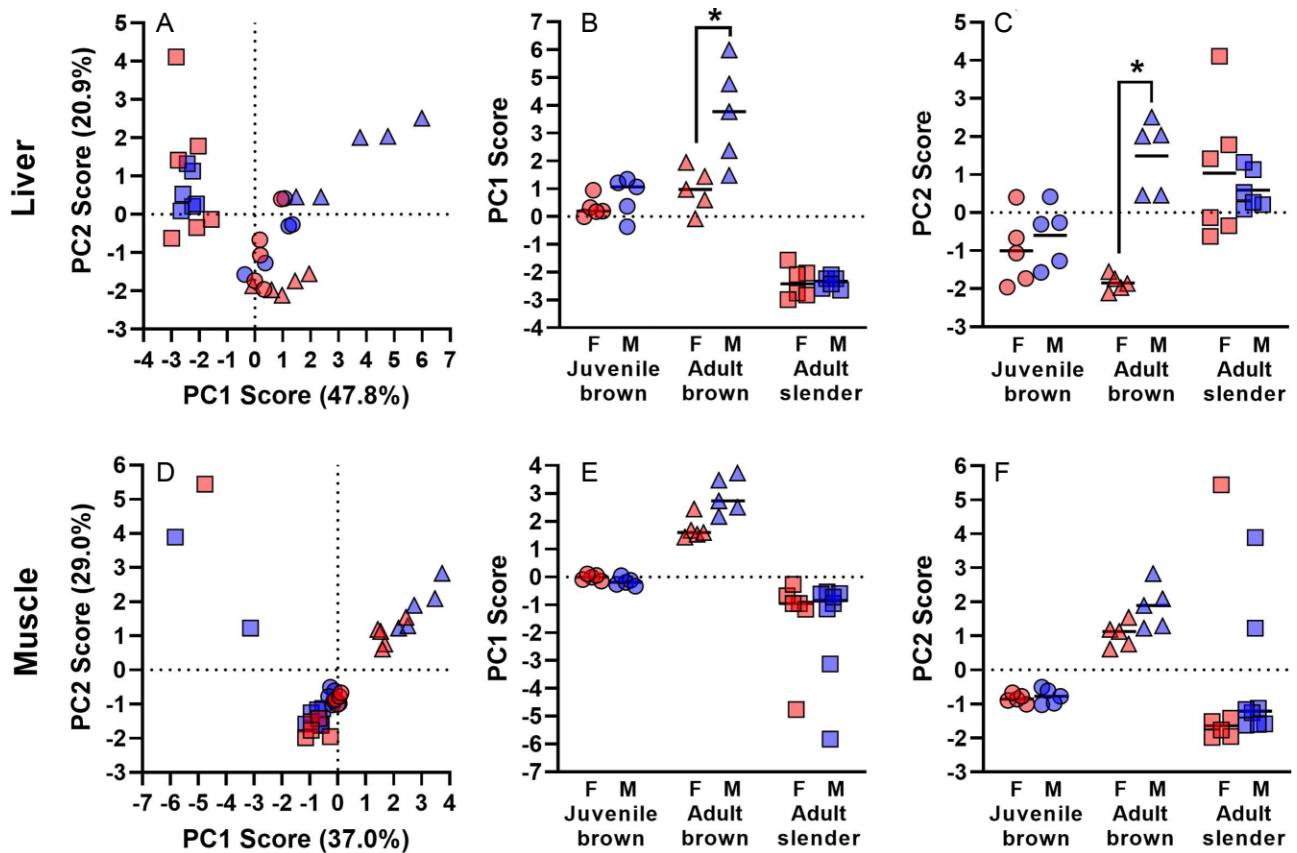 Liver
A
PC2 Score (20.9%)
5
4
3
2
1
0
-1
-2
-3
-4 -3 -2 -1 0 1 2 3 4 5 6 7
PC1 Score (47.8%)
B
*
PC1 Score
7
6
5
4
3
2
1
0
-1
-2
-3
-4
F M F M F M
Juvenile Adult Adult
brown brown slender
C
*
PC2 Score
5
4
3
2
1
0
-1
-2
-3
F M F M F M
Juvenile Adult Adult
brown brown slender
Muscle
D
PC2 Score (29.0%)
6
5
4
3
2
1
0
-1
-2
-3
-7 -6 -5 -4 -3 -2 -1 0 1 2 3 4
PC1 Score (37.0%)
E
PC1 Score
4
3
2
1
0
-1
-2
-3
-4
-5
-6
-7
F M F M F M
Juvenile Adult Adult
brown brown slender
F
PC2 Score
6
5
4
3
2
1
0
-1
-2
-3
F M F M F M
Juvenile Adult Adult
brown brown slender